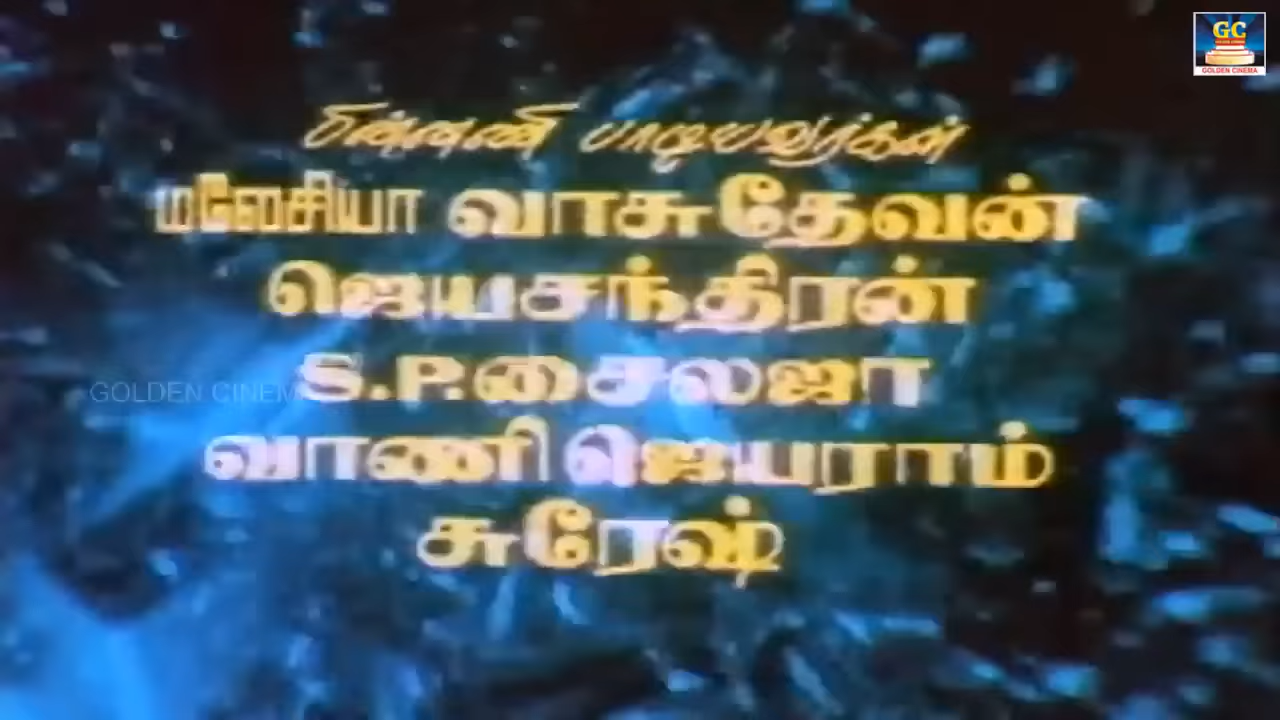 GC
GOLDEN CINEMA
பின்னணி பாடியவர்கள்
மலேசியா வாசுதேவன்
ஜெயசந்திரன்
GOLDEN CINEMA
S.P.சைலஜா
வாணி ஜெயராம்
சுரேஷ்